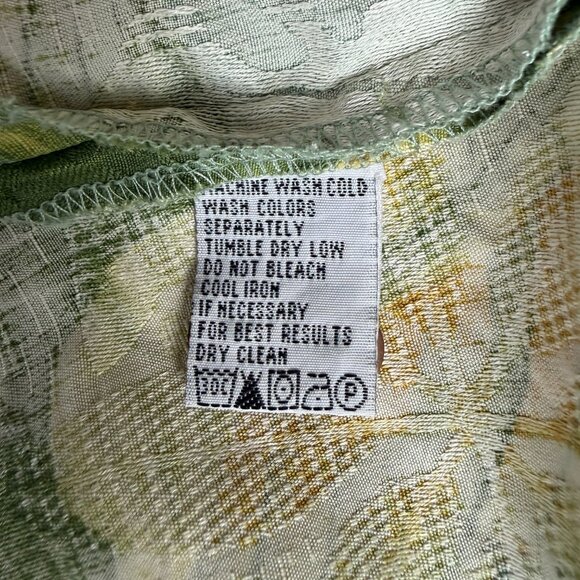 MACHINE WASH COLD
WASH COLORS
SEPARATELY
TUMBLE DRY LOW
DO NOT BLEACH
COOL IRON
IF NECESSARY
FOR BEST RESULTS
DRY CLEAN
30C P